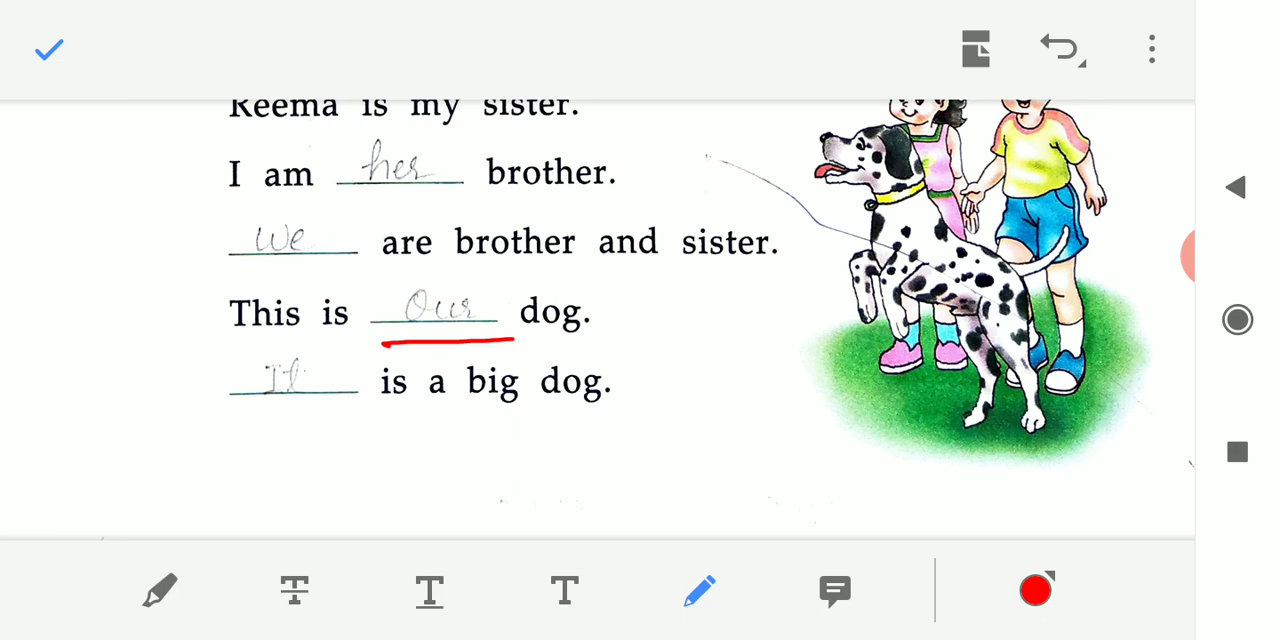 Reema is my sister.
I am her brother.
We are brother and sister.
This is Our dog.
It is a big dog.